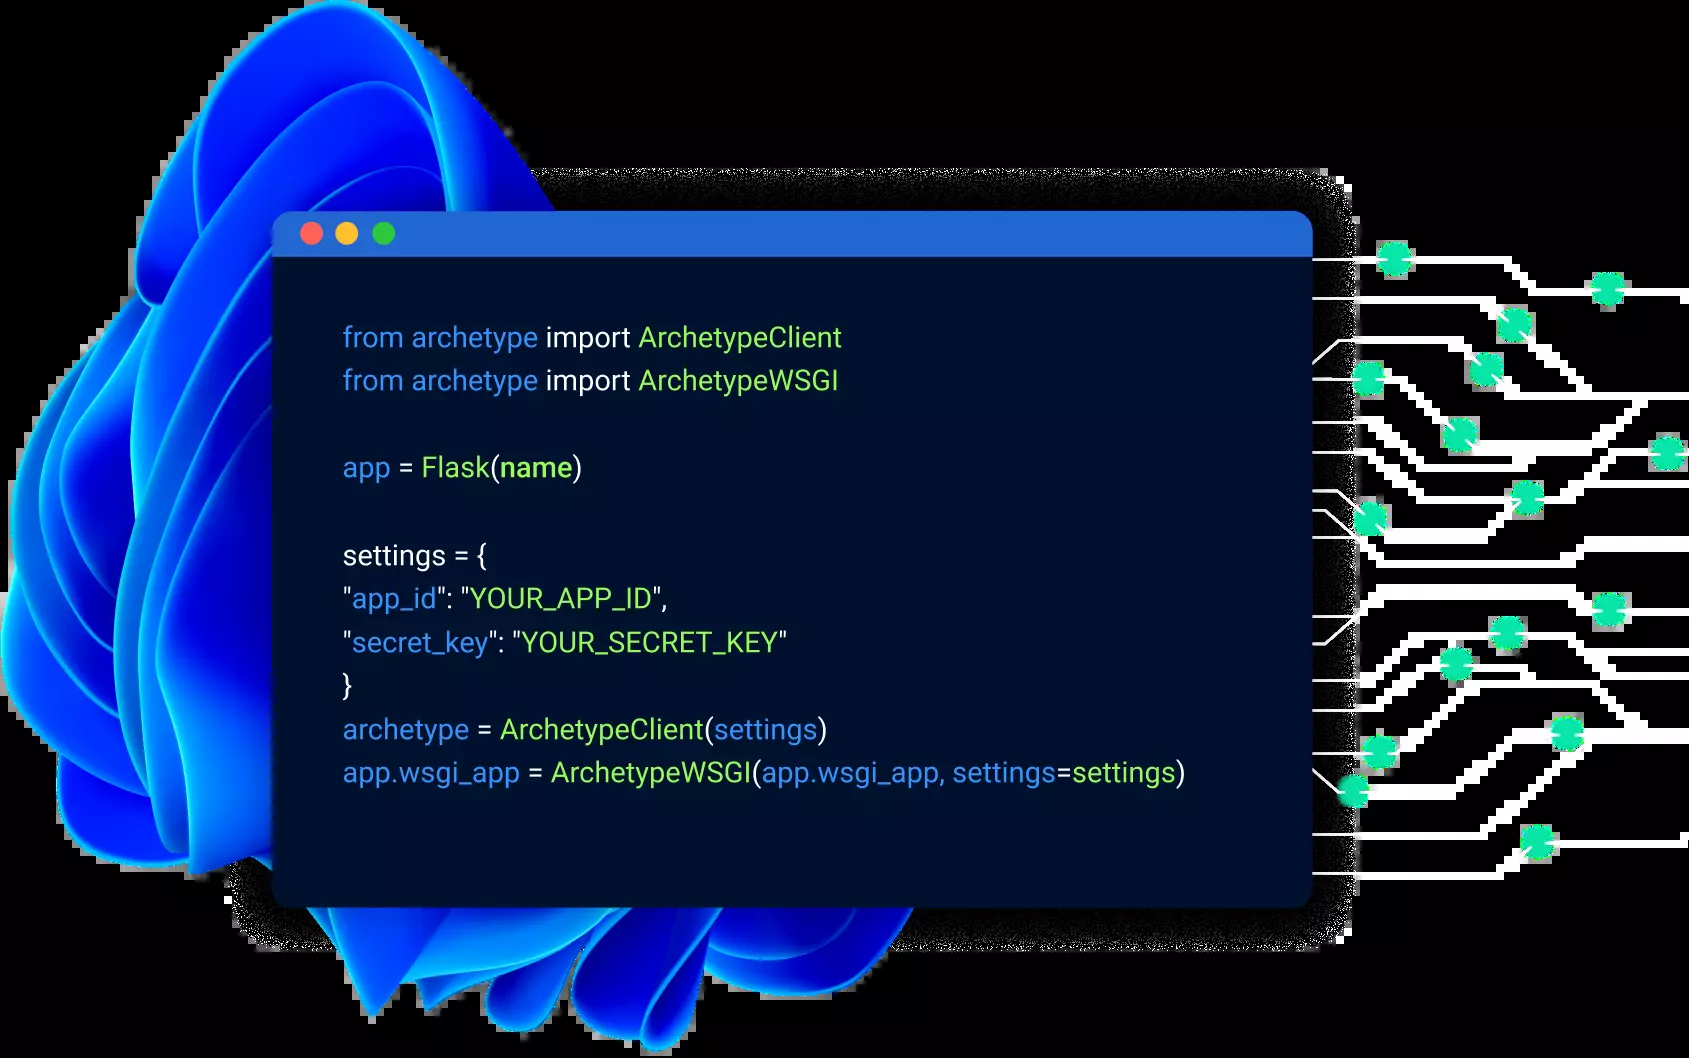 from archetype import ArchetypeClient
from archetype import ArchetypeWSGI
app = Flask(name)
settings = {
"app_id": "YOUR_APP_ID",
"secret_key": "YOUR_SECRET_KEY"
}
archetype = ArchetypeClient(settings)
app.wsgi_app = ArchetypeWSGI(app.wsgi_app, settings=settings)